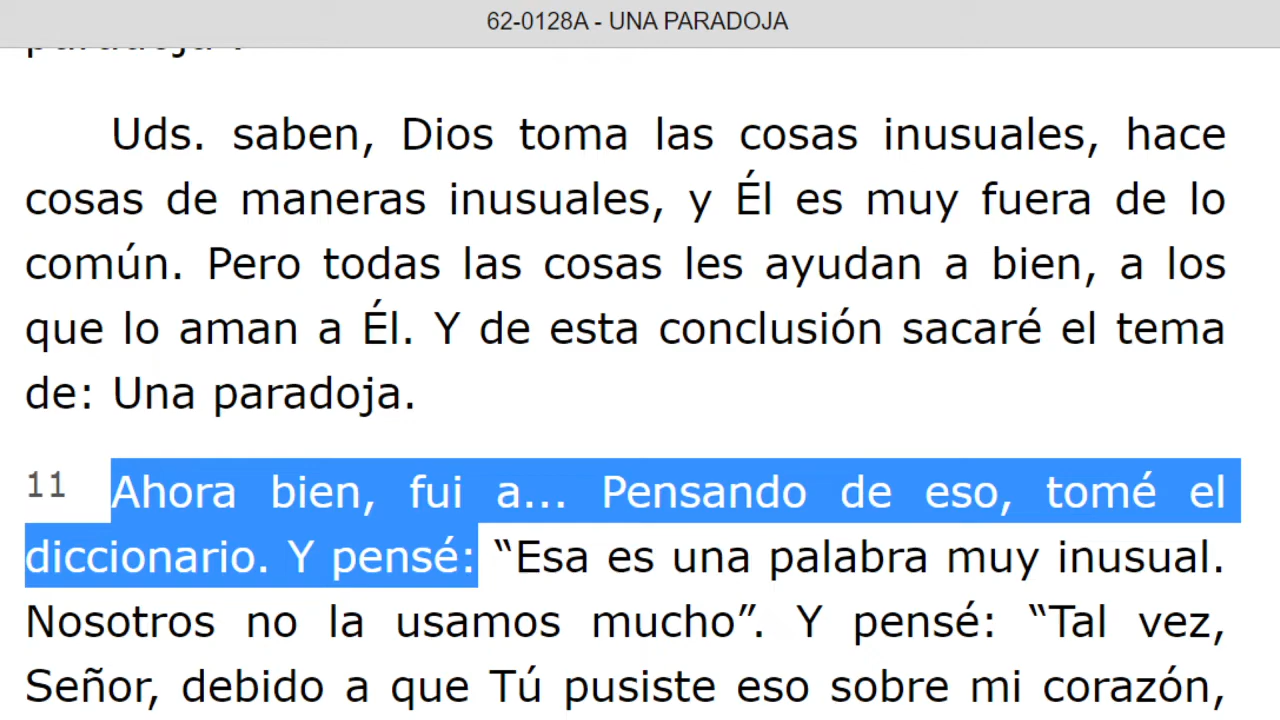 62-0128A - UNA PARADOJA
Uds. saben, Dios toma las cosas inusuales, hace
cosas de maneras inusuales, y Él es muy fuera de lo
común. Pero todas las cosas les ayudan a bien, a los
que lo aman a Él. Y de esta conclusión sacaré el tema
de: Una paradoja.
11 Ahora bien, fui a... Pensando de eso, tomé el
diccionario. Y pensé: “Esa es una palabra muy inusual.
Nosotros no la usamos mucho”. Y pensé: “Tal vez,
Señor, debido a que Tú pusiste eso sobre mi corazón,